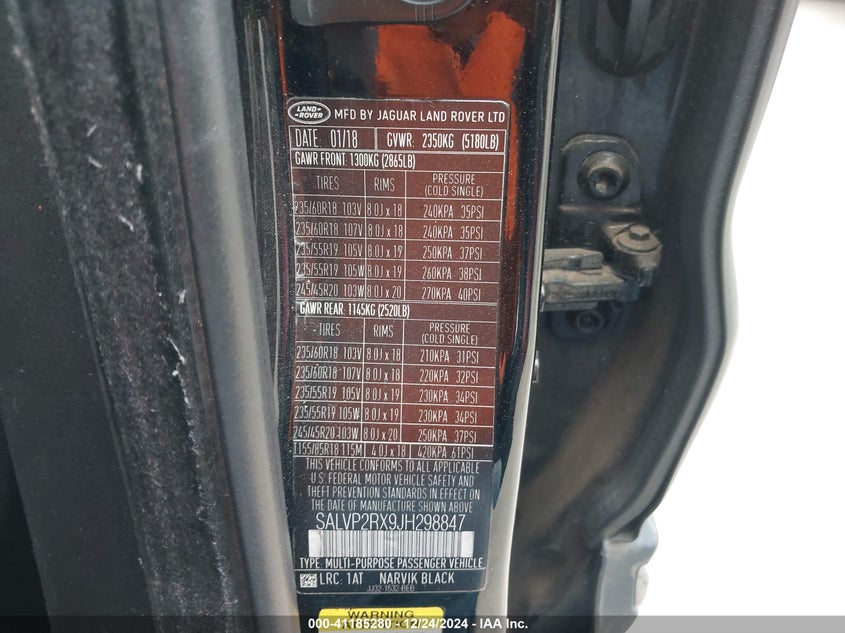 LAND ROVER MFD BY JAGUAR LAND ROVER LTD
DATE: 01/18 GVWR: 2350KG (5180LB)
GAWR FRONT: 1300KG (2865LB)
TIRES RIMS PRESSURE (COLD SINGLE)
235/60R18 103V 8.0J x 18 240KPA 35PSI
235/60R18 107V 8.0J x 18 240KPA 35PSI
235/55R19 105V 8.0J x 19 250KPA 37PSI
235/55R19 105W 8.0J x 19 260KPA 38PSI
245/45R20 103W 8.0J x 20 270KPA 40PSI
GAWR REAR: 1145KG (2520LB)
TIRES RIMS PRESSURE (COLD SINGLE)
235/60R18 103V 8.0J x 18 210KPA 31PSI
235/60R18 107V 8.0J x 18 220KPA 32PSI
235/55R19 105V 8.0J x 19 230KPA 34PSI
235/55R19 105W 8.0J x 19 230KPA 34PSI
245/45R20 103W 8.0J x 20 250KPA 37PSI
T155/85R18 115M 4.0J x 18 420KPA 61PSI
THIS VEHICLE CONFORMS TO ALL APPLICABLE
U.S. FEDERAL MOTOR VEHICLE SAFETY AND
THEFT PREVENTION STANDARDS IN EFFECT ON
THE DATE OF MANUFACTURE SHOWN ABOVE
SALVP2RX9JH298847
TYPE: MULTI-PURPOSE PASSENGER VEHICLE
LRC: 1AT NARVIK BLACK
JJ32-1532-BEB
WARNING
000-41185280 - 12/24/2024 - IAA Inc.